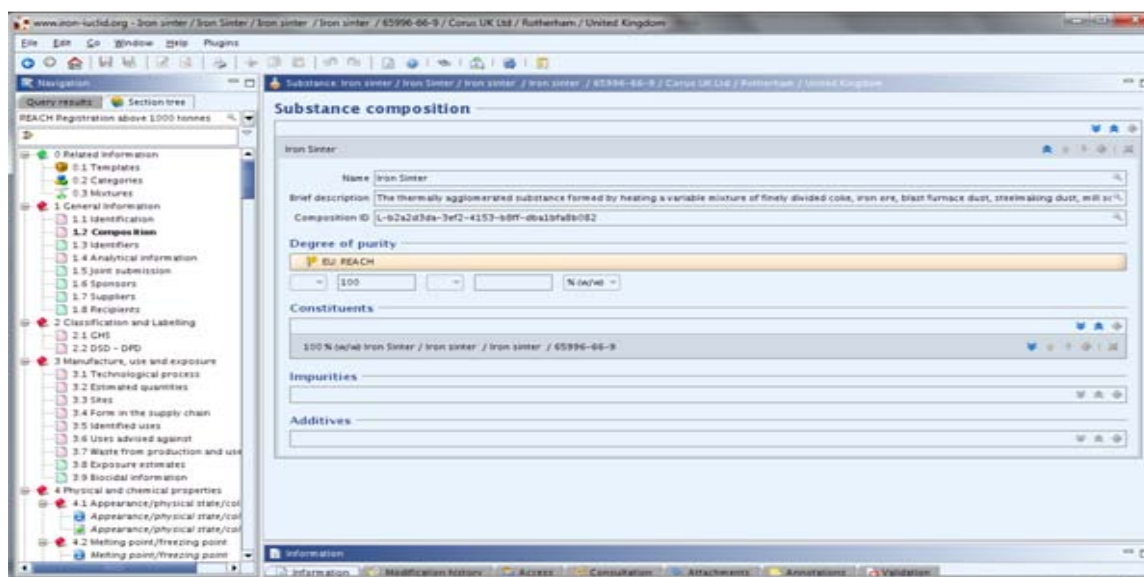 www.iron-iuclid.org - Iron sinter / Iron Sinter / Iron sinter / Iron sinter / 65996-66-9 / Corus UK Ltd / Rotherham / United Kingdom
File Edit Go Window Help Plugins
Navigation
Query results Section tree
REACH Registration above 1000 tonnes
0 Related Information
0.1 Templates
0.2 Categories
0.3 Mixtures
1 General Information
1.1 Identification
1.2 Composition
1.3 Identifiers
1.4 Analytical information
1.5 Joint submission
1.6 Sponsors
1.7 Suppliers
1.8 Recipients
2 Classification and Labelling
2.1 GHS
2.2 DSD - DPD
3 Manufacture, use and exposure
3.1 Technological process
3.2 Estimated quantities
3.3 Sites
3.4 Form in the supply chain
3.5 Identified uses
3.6 Uses advised against
3.7 Waste from production and use
3.8 Exposure estimates
3.9 Biocidal information
4 Physical and chemical properties
4.1 Appearance/physical state/col
Appearance/physical state/col
Appearance/physical state/col
4.2 Melting point/freezing point
Melting point/freezing point
Substance: Iron sinter / Iron Sinter / Iron sinter / Iron sinter / 65996-66-9 / Corus UK Ltd / Rotherham / United Kingdom
Substance composition
Iron Sinter
Name Iron Sinter
Brief description The thermally agglomerated substance formed by heating a variable mixture of finely divided coke, iron ore, blast furnace dust, steelmaking dust, mill sc
Composition ID L-b2a2d3da-3ef2-4153-b8ff-dba1bfa8b082
Degree of purity
EU: REACH
100 % (w/w)
Constituents
100 % (w/w) Iron Sinter / Iron sinter / Iron sinter / 65996-66-9
Impurities
Additives
Information
Information Modification history Access Consultation Attachments Annotations Validation